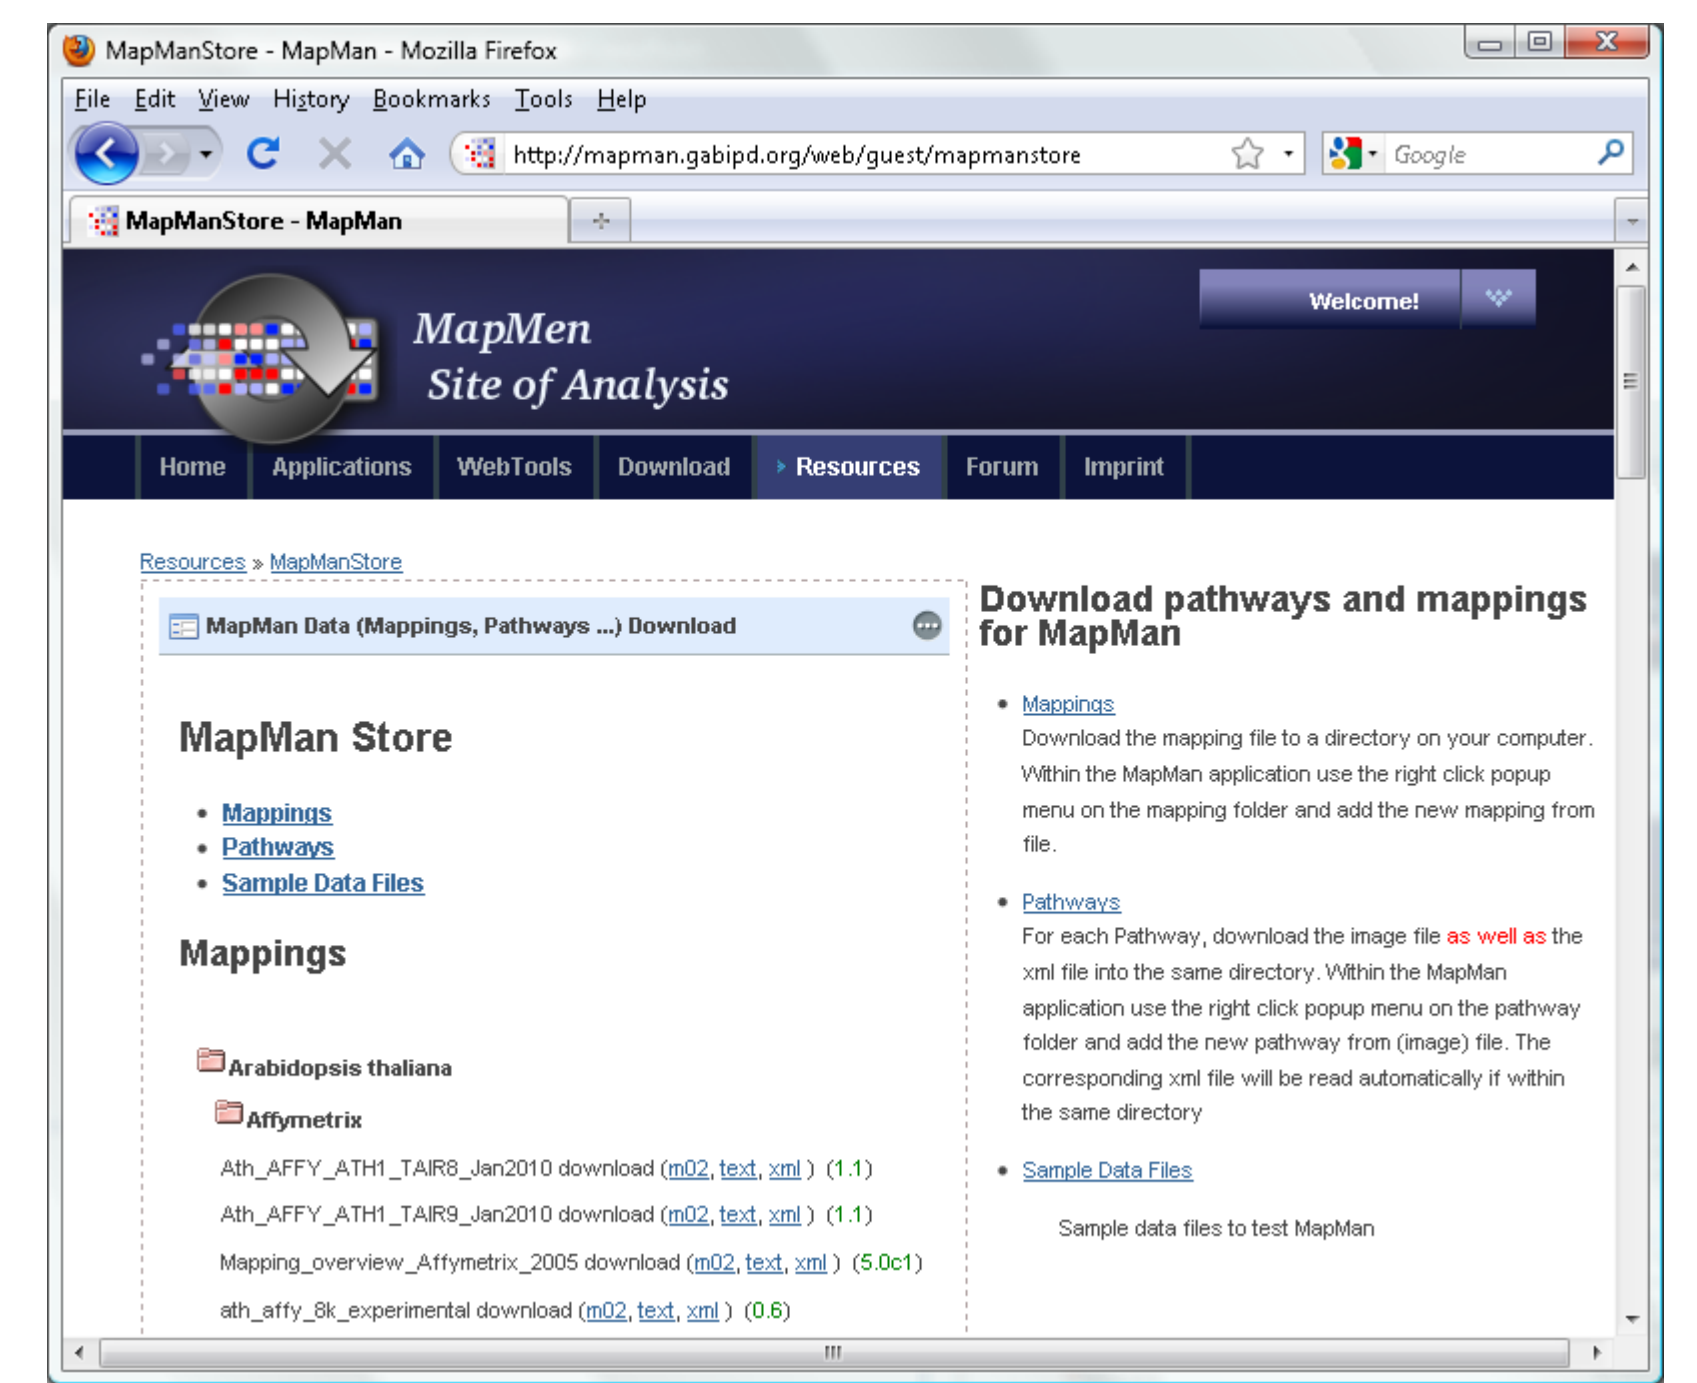 MapManStore - MapMan - Mozilla Firefox
File Edit View History Bookmarks Tools Help
http://mapman.gabipd.org/web/guest/mapmanstore
Google
MapManStore - MapMan
Welcome!
MapMen
Site of Analysis
Home Applications WebTools Download Resources Forum Imprint
Resources » MapManStore
MapMan Data (Mappings, Pathways ...) Download
MapMan Store
• Mappings
• Pathways
• Sample Data Files
Mappings
Arabidopsis thaliana
Affymetrix
Ath_AFFY_ATH1_TAIR8_Jan2010 download (m02, text, xml ) (1.1)
Ath_AFFY_ATH1_TAIR9_Jan2010 download (m02, text, xml ) (1.1)
Mapping_overview_Affymetrix_2005 download (m02, text, xml ) (5.0c1)
ath_affy_8k_experimental download (m02, text, xml ) (0.6)
Download pathways and mappings
for MapMan
• Mappings
Download the mapping file to a directory on your computer.
Within the MapMan application use the right click popup
menu on the mapping folder and add the new mapping from
file.
• Pathways
For each Pathway, download the image file as well as the
xml file into the same directory. Within the MapMan
application use the right click popup menu on the pathway
folder and add the new pathway from (image) file. The
corresponding xml file will be read automatically if within
the same directory
• Sample Data Files
Sample data files to test MapMan